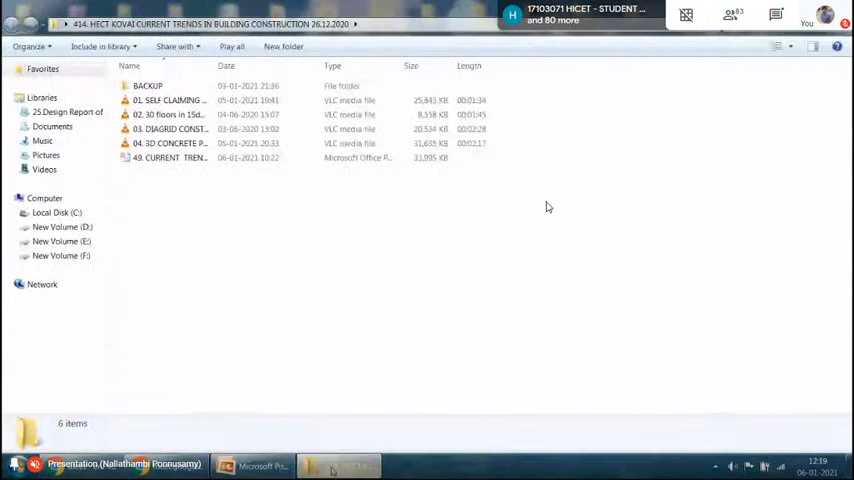 17103071 HICET - STUDENT ...
and 80 more
H
83
You
414. HECT KOVAI CURRENT TRENDS IN BUILDING CONSTRUCTION 26.12.2020
Organize
Include in library
Share with
Play all
New folder
Name
Date
Type
Size
Length
BACKUP 03-01-2021 21:36 File folder
01. SELF CLAIMING ... 05-01-2021 19:41 VLC media file 25,843 KB 00:01:34
02. 30 floors in 15d... 04-06-2020 15:07 VLC media file 8,558 KB 00:01:45
03. DIAGRID CONST... 03-06-2020 14:08 VLC media file 20,534 KB 00:02:28
04. 3D CONCRETE P... 05-01-2021 20:33 VLC media file 31,635 KB 00:02:17
49. CURRENT TREN... 06-01-2021 10:22 Microsoft Office P... 33,995 KB
Favorites
Libraries
25.Design Report of
Documents
Music
Pictures
Videos
Computer
Local Disk (C:)
New Volume (D:)
New Volume (E:)
New Volume (F:)
Network
6 items
Presentation (Nallathambi Ponnusamy)
Microsoft Po...
12:19
06-01-2021